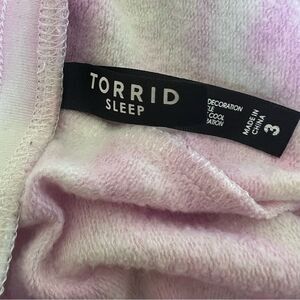 TORRID
SLEEP
DECORATION
COOL
MADE IN
CHINA
3